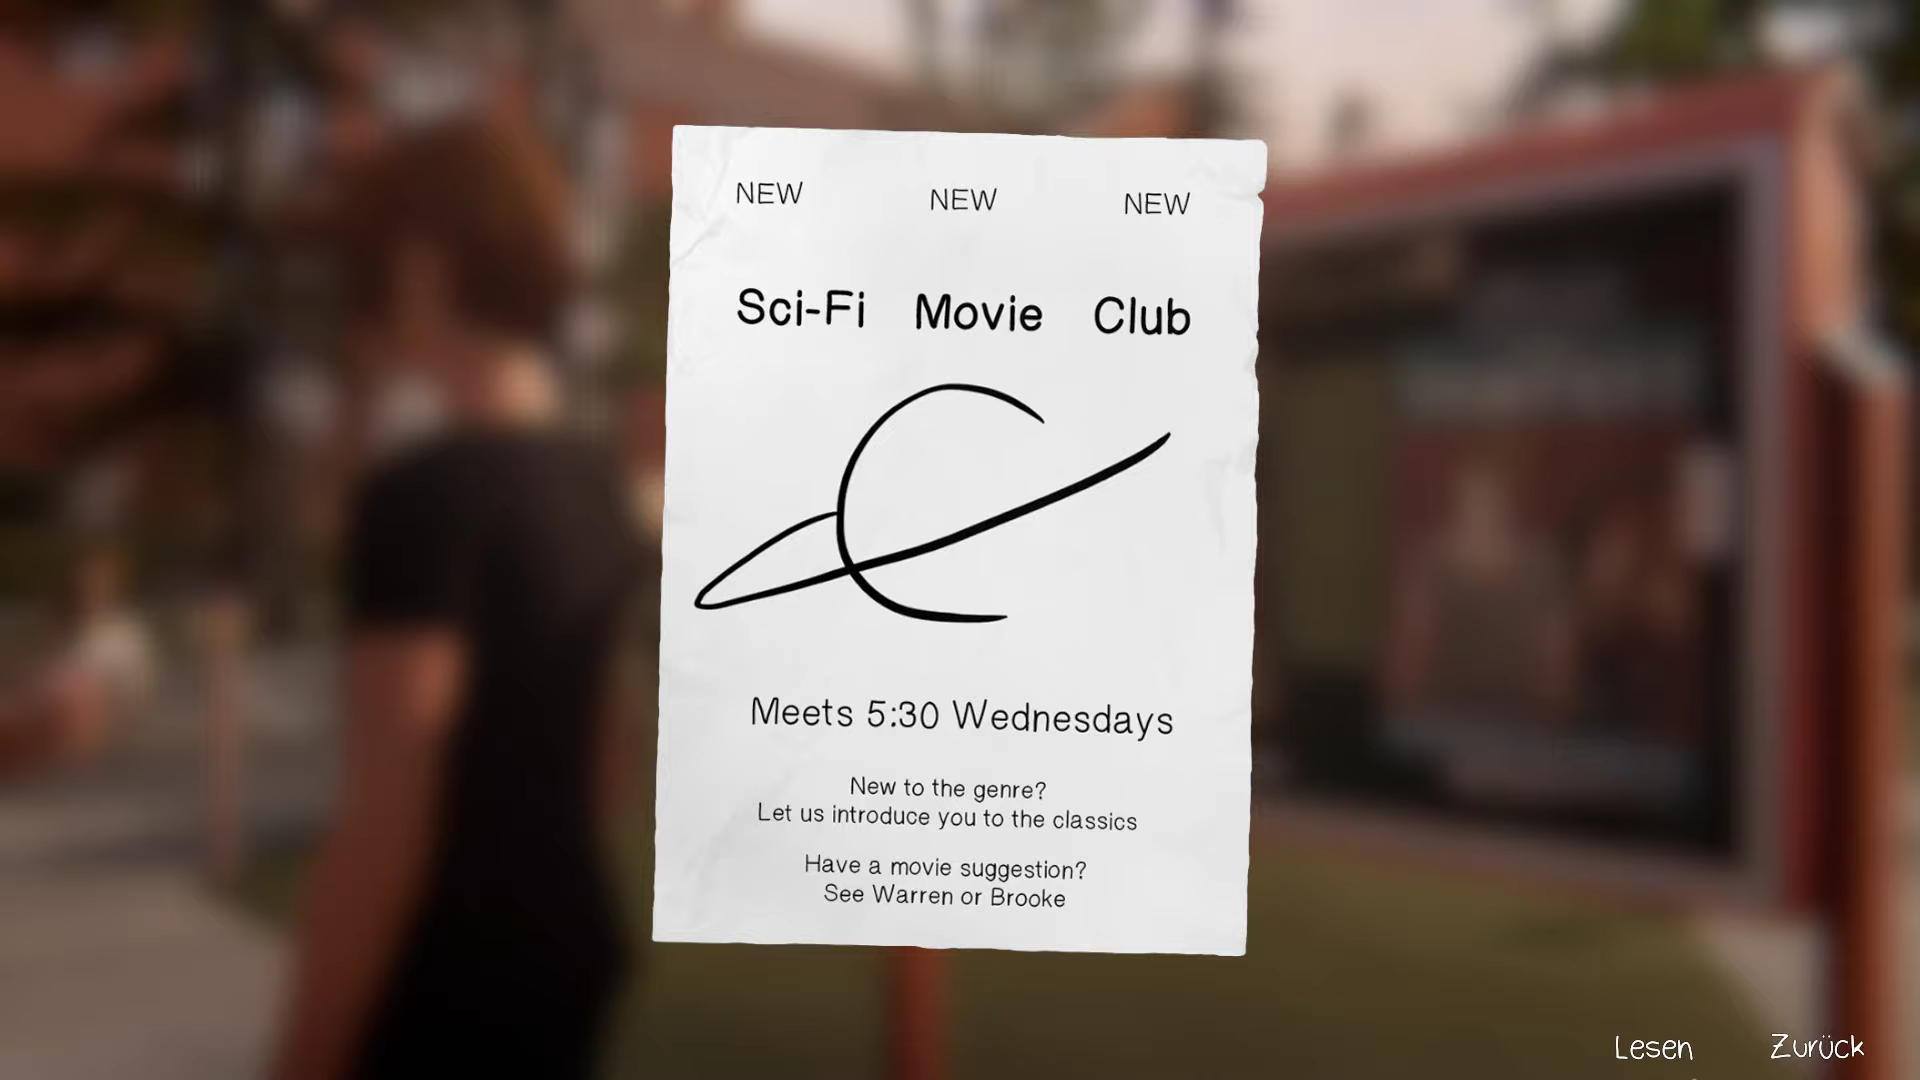 NEW NEW NEW
Sci-Fi Movie Club
Meets 5:30 Wednesdays
New to the genre?
Let us introduce you to the classics
Have a movie suggestion?
See Warren or Brooke
Lesen Zurück